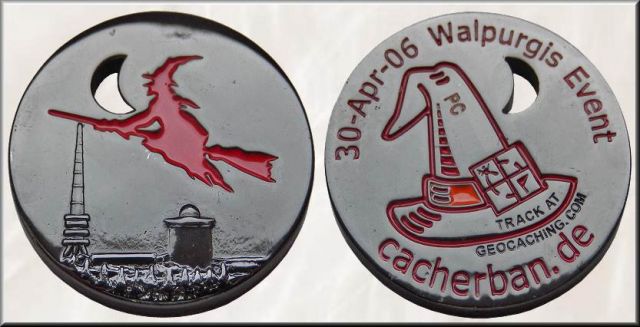 30-Apr-06 Walpurgis Event
PC
TRACK AT
GEOCACHING.COM
cacherban.de